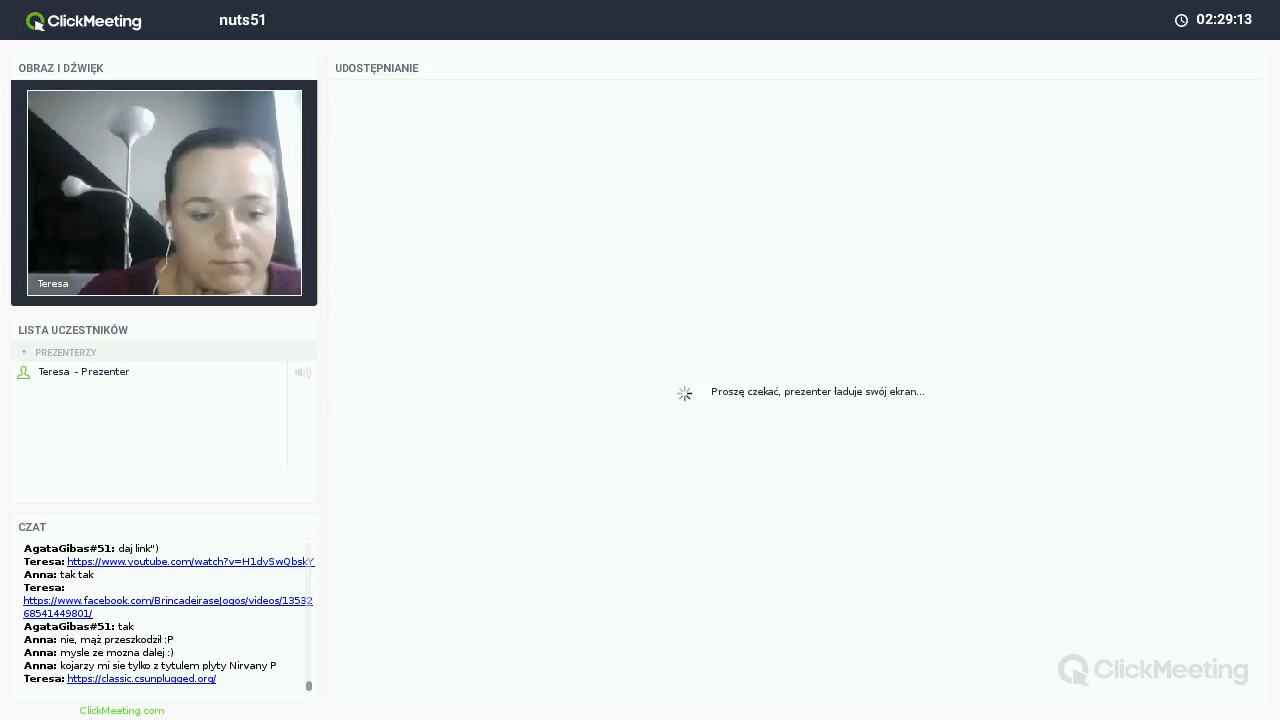 ClickMeeting
nuts51
02:29:13
OBRAZ I DŹWIĘK
Teresa
LISTA UCZESTNIKÓW
PREZENTERZY
Teresa - Prezenter
CZAT
AgataGibas#51: daj link")
Teresa: https://www.youtube.com/watch?v=H1dySwQbskY
Anna: tak tak
Teresa:
https://www.facebook.com/BrincadeiraseJogos/videos/13532
68541449801/
AgataGibas#51: tak
Anna: nie, mąż przeszkodził :P
Anna: mysle ze mozna dalej :)
Anna: kojarzy mi sie tylko z tytulem plyty Nirvany P
Teresa: https://classic.csunplugged.org/
ClickMeeting.com
UDOSTĘPNIANIE
Proszę czekać, prezenter ładuje swój ekran...
ClickMeeting